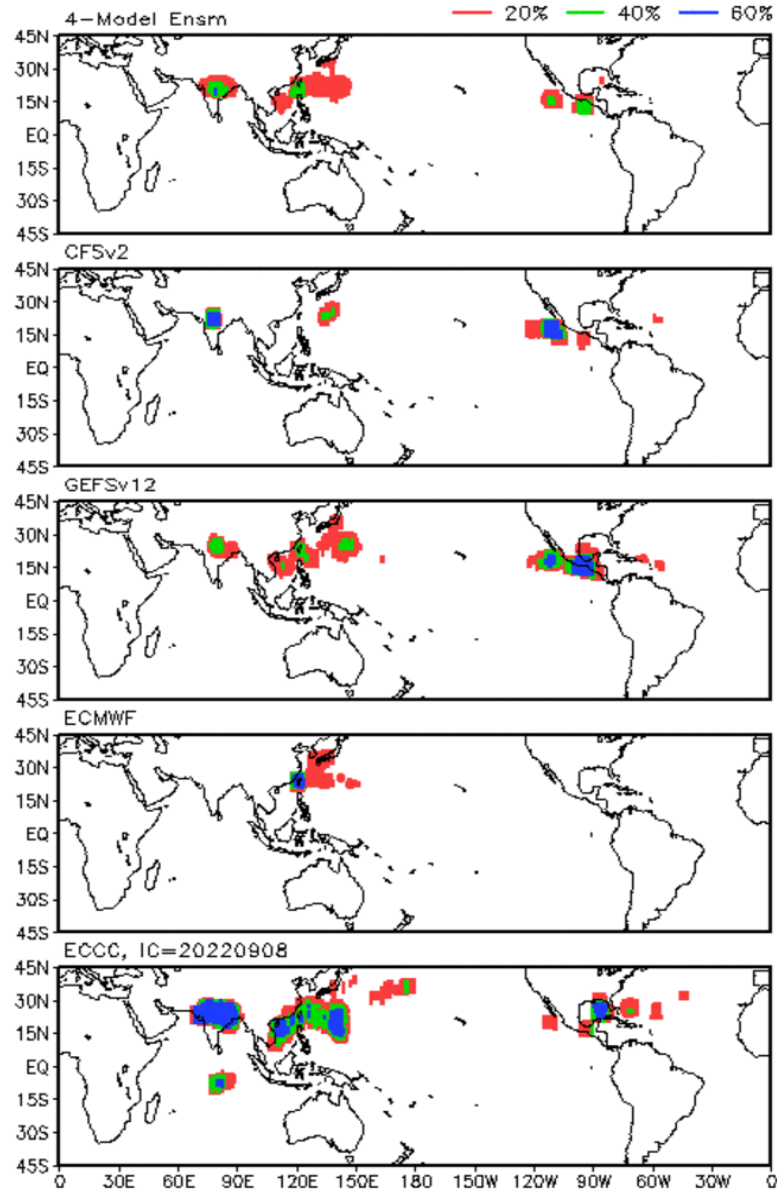 4-Model Ensm 20% 40% 60%
45N
30N
15N
EQ
15S
30S
45S
CFSv2
45N
30N
15N
EQ
15S
30S
45S
GEFSv12
45N
30N
15N
EQ
15S
30S
45S
ECMWF
45N
30N
15N
EQ
15S
30S
45S
ECCC, IC=20220908
45N
30N
15N
EQ
15S
30S
45S
0 30E 60E 90E 120E 150E 180 150W 120W 90W 60W 30W 0